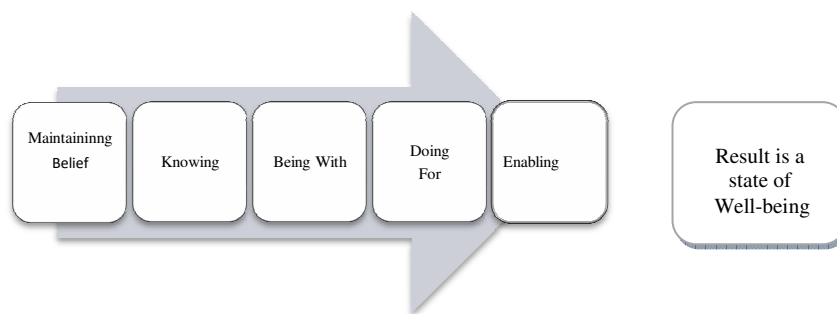 Maintaininng
Belief
Knowing
Being With
Doing
For
Enabling
Result is a
state of
Well-being